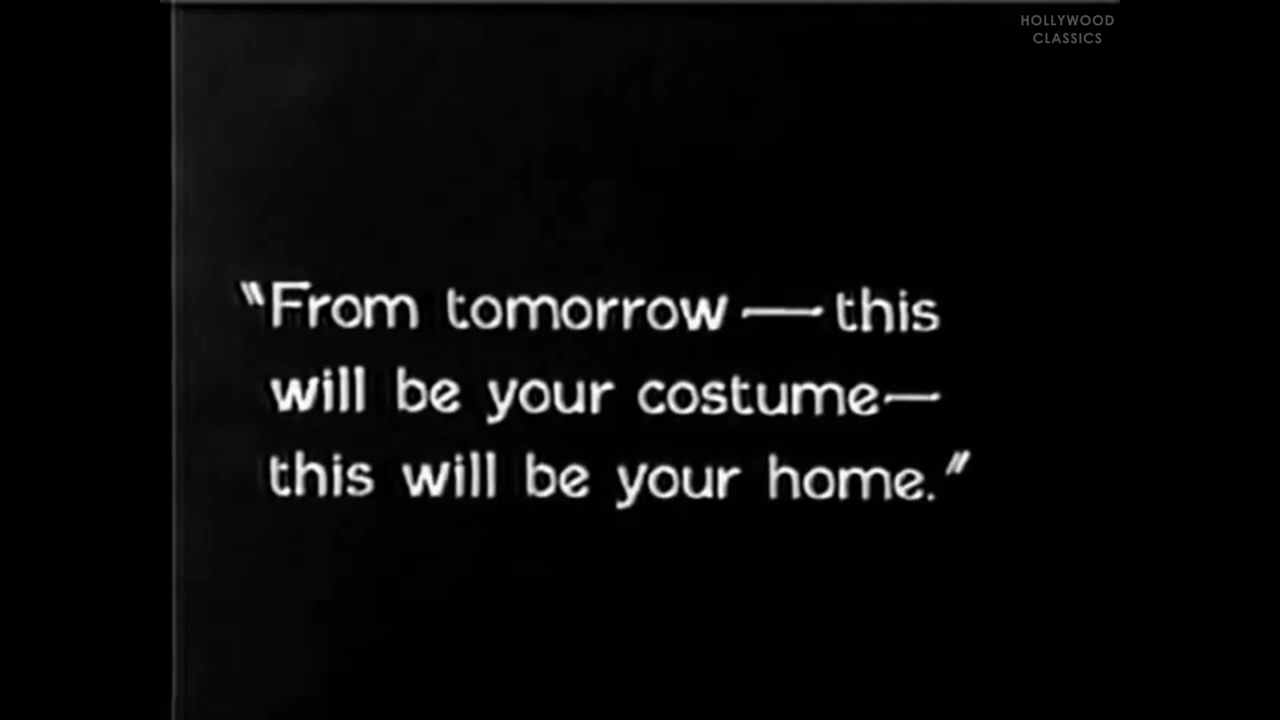 HOLLYWOOD
CLASSICS
"From tomorrow — this
will be your costume—
this will be your home."